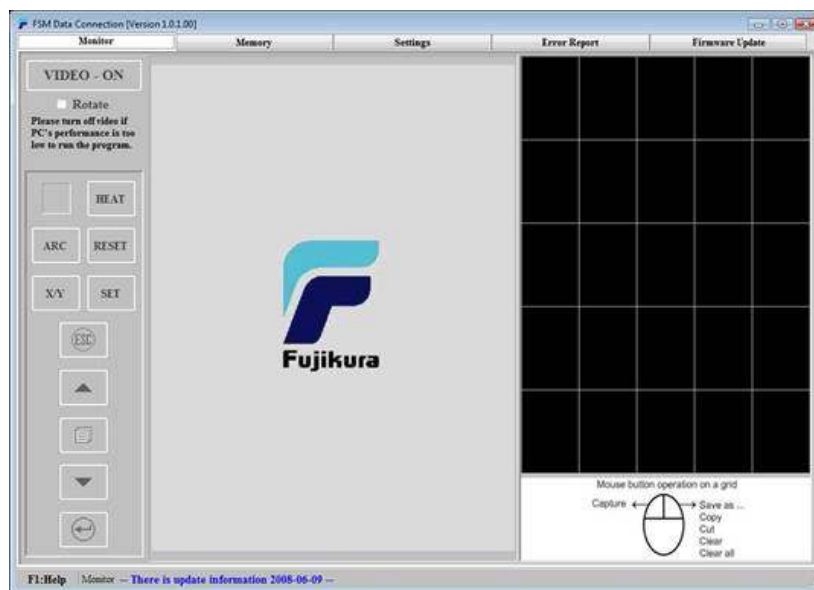 FSM Data Connection [Version 1.0.1.00]
Monitor
Memory
Settings
Error Report
Firmware Update
VIDEO - ON
Rotate
Please turn off video if
PC's performance is too
low to run the program.
HEAT
ARC
RESET
X/Y
SET
ESC
Fujikura
Mouse button operation on a grid
Capture
Save as ...
Copy
Cut
Clear
Clear all
F1:Help
Monitor -- There is update information 2008-06-09 --